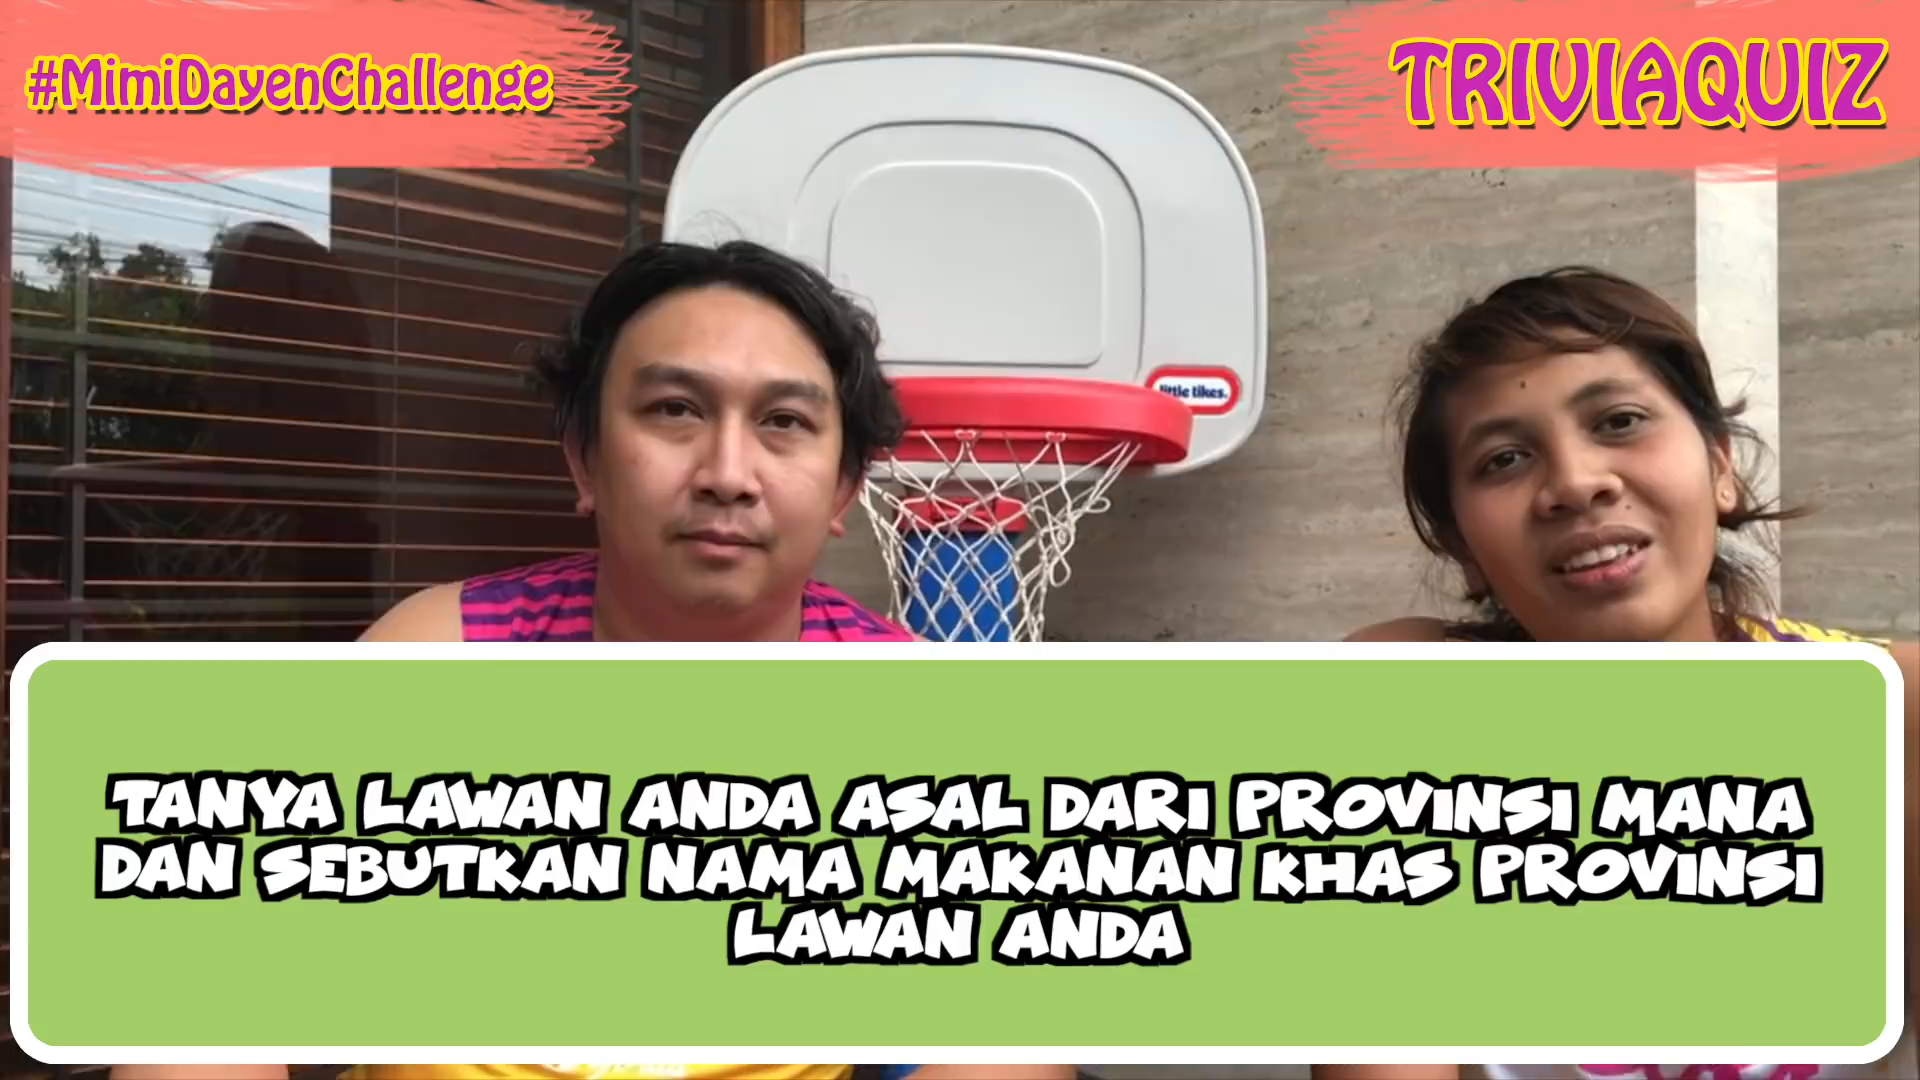 #MimiDayenChallenge
TRIVIAQUIZ
little tikes.
TANYA LAWAN ANDA ASAL DARI PROVINSI MANA
DAN SEBUTKAN NAMA MAKANAN KHAS PROVINSI
LAWAN ANDA